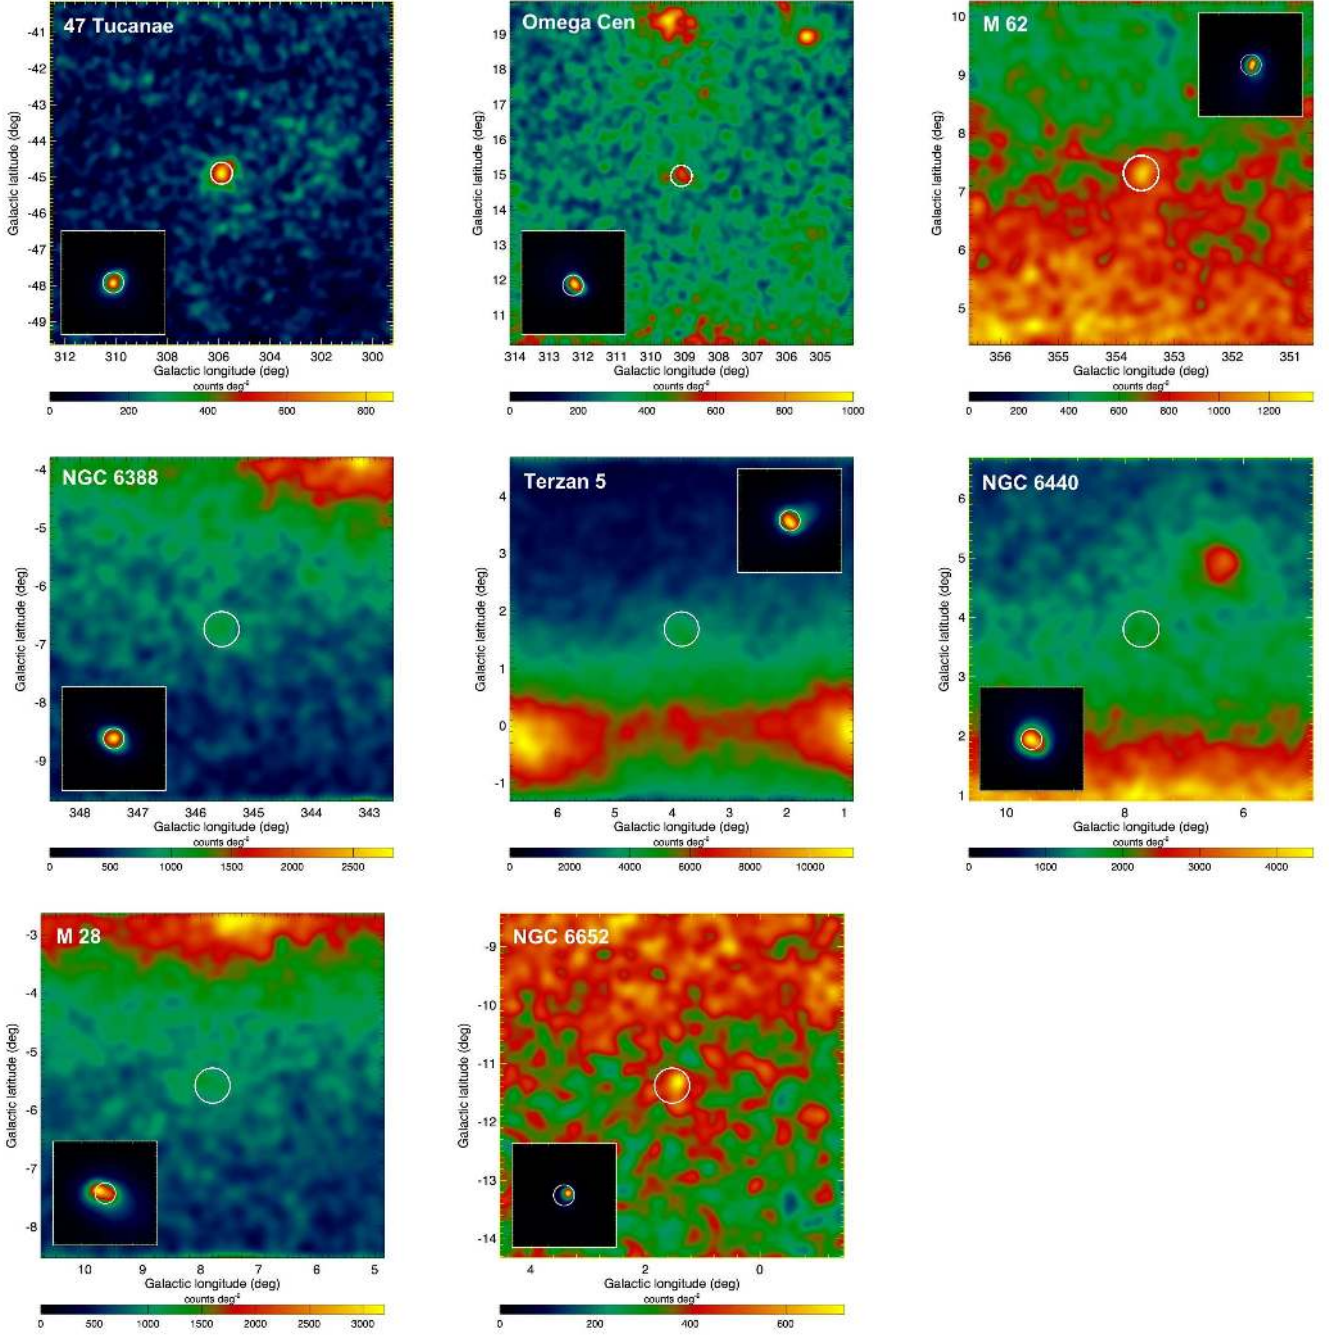 47 Tucanae
Galactic latitude (deg)
-41
-42
-43
-44
-45
-46
-47
-48
-49
312 310 308 306 304 302 300
Galactic longitude (deg)
counts deg⁻²
0 200 400 600 800
Omega Cen
Galactic latitude (deg)
19
18
17
16
15
14
13
12
11
314 313 312 311 310 309 308 306 305
Galactic longitude (deg)
counts deg⁻²
0 200 400 600 800 1000
M 62
Galactic latitude (deg)
10
9
8
7
6
5
356 354 353 352 351
Galactic longitude (deg)
counts deg⁻²
0 200 400 600 800 1000 1200
NGC 6388
Galactic latitude (deg)
-4
-5
-6
-7
-8
-9
348 347 346 345 344 343
Galactic longitude (deg)
counts deg⁻²
0 500 1000 1500 2000 2500
Terzan 5
Galactic latitude (deg)
4
3
2
1
0
-1
6 5 4 3 2 1
Galactic longitude (deg)
counts deg⁻²
0 2000 4000 6000 8000 10000
NGC 6440
Galactic latitude (deg)
6
5
4
3
2
1
10 8 6
Galactic longitude (deg)
counts deg⁻²
0 1000 2000 3000 4000
M 28
Galactic latitude (deg)
-3
-4
-5
-6
-7
-8
10 9 8 7 6 5
Galactic longitude (deg)
counts deg⁻²
0 500 1000 1500 2000 2500 3000
NGC 6652
Galactic latitude (deg)
-9
-10
-11
-12
-13
-14
4 2 0
Galactic longitude (deg)
counts deg⁻²
0 200 400 600